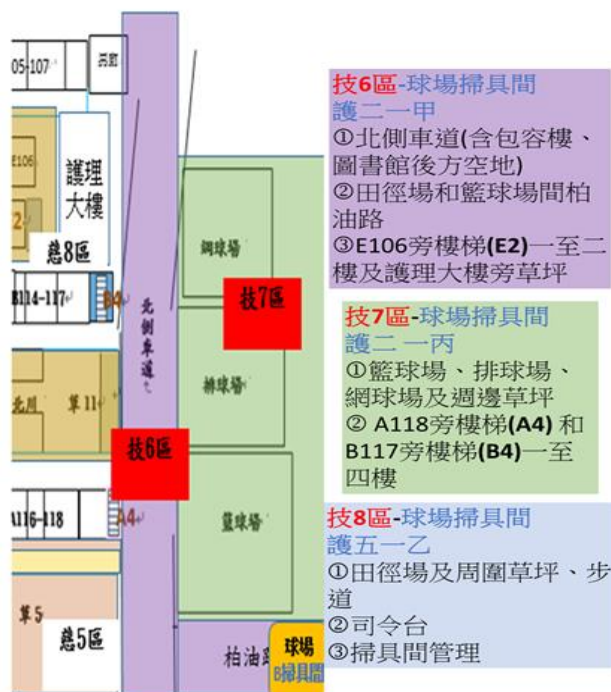 05-107
E106
護理
大樓
慈8區
B114-117
B4
北側車道
網球場
技7區
排球場
北川
草11
技6區
A116-118
A4
籃球場
草5
慈5區
柏油路
球場
B掃具間
技6區-球場掃具間
護二一甲
①北側車道(含包容樓、
圖書館後方空地)
②田徑場和籃球場間柏
油路
③E106旁樓梯(E2)一至二
樓及護理大樓旁草坪
技7區-球場掃具間
護二一丙
①籃球場、排球場、
網球場及週邊草坪
② A118旁樓梯(A4) 和
B117旁樓梯(B4)一至
四樓
技8區-球場掃具間
護五一乙
①田徑場及周圍草坪、步
道
②司令台
③掃具間管理